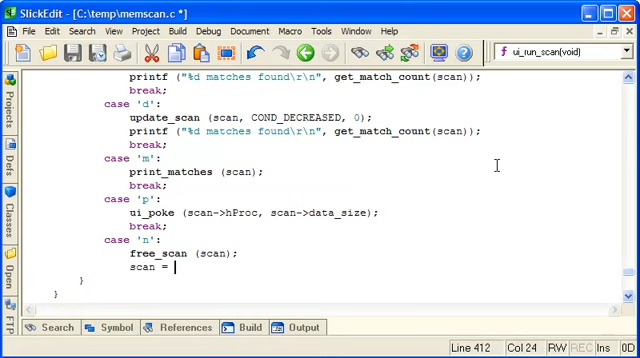 SlickEdit - [C:\temp\memscan.c *]
File Edit Search View Project Build Debug Document Macro Tools Window Help
ui_run_scan(void)
Projects
Defs
Classes
Open
FTP
printf ("%d matches found\r\n", get_match_count(scan));
break;
case 'd':
update_scan (scan, COND_DECREASED, 0);
printf ("%d matches found\r\n", get_match_count(scan));
break;
case 'm':
print_matches (scan);
break;
case 'p':
ui_poke (scan->hProc, scan->data_size);
break;
case 'n':
free_scan (scan);
scan =
}
}
Search Symbol References Build Output
Line 412 Col 24 RW REC Ins 0D